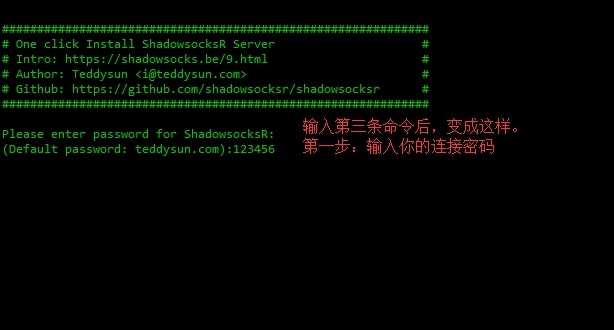 #############################################################
# One click Install ShadowsocksR Server                     #
# Intro: https://shadowsocks.be/9.html                      #
# Author: Teddysun <i@teddysun.com>                         #
# Github: https://github.com/shadowsocksr/shadowsocksr      #
#############################################################
Please enter password for ShadowsocksR:
(Default password: teddysun.com):123456
输入第三条命令后，变成这样。
第一步：输入你的连接密码